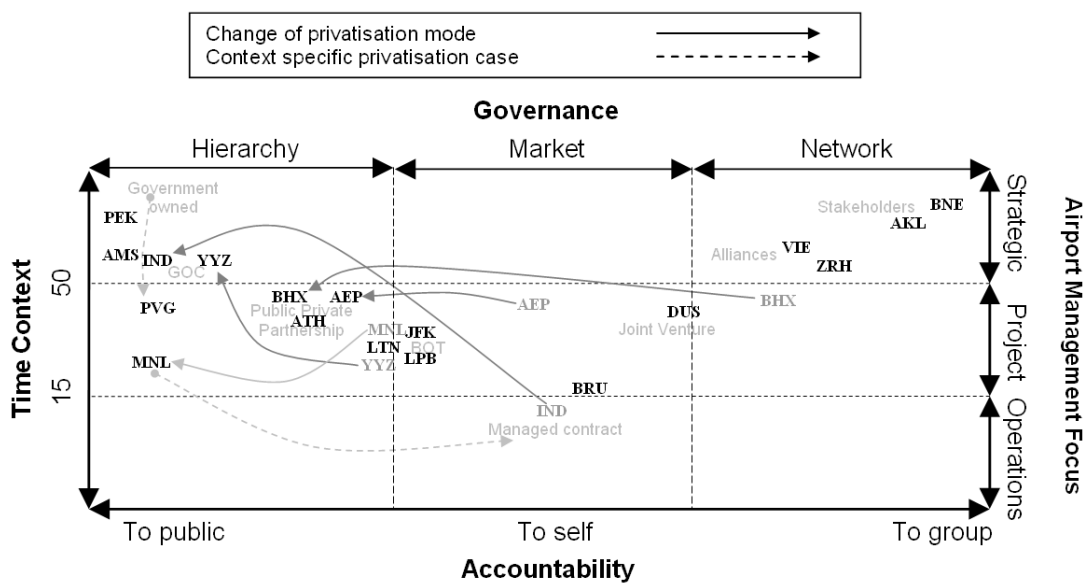 Change of privatisation mode
Context specific privatisation case
Governance
Hierarchy Market Network
Government
owned
PEK
AMS
IND
YYZ
GOC
PVG
MNL
BHX
AEP
Public Private
Partnership
ATH
MNL
JFK
LTN
BOT
LPB
YYZ
AEP
BRU
IND
Managed contract
DUS
Joint Venture
BHX
Stakeholders
BNE
AKL
Alliances
VIE
ZRH
Time Context
50
15
Strategic
Project
Operations
Airport Management Focus
To public To self To group
Accountability